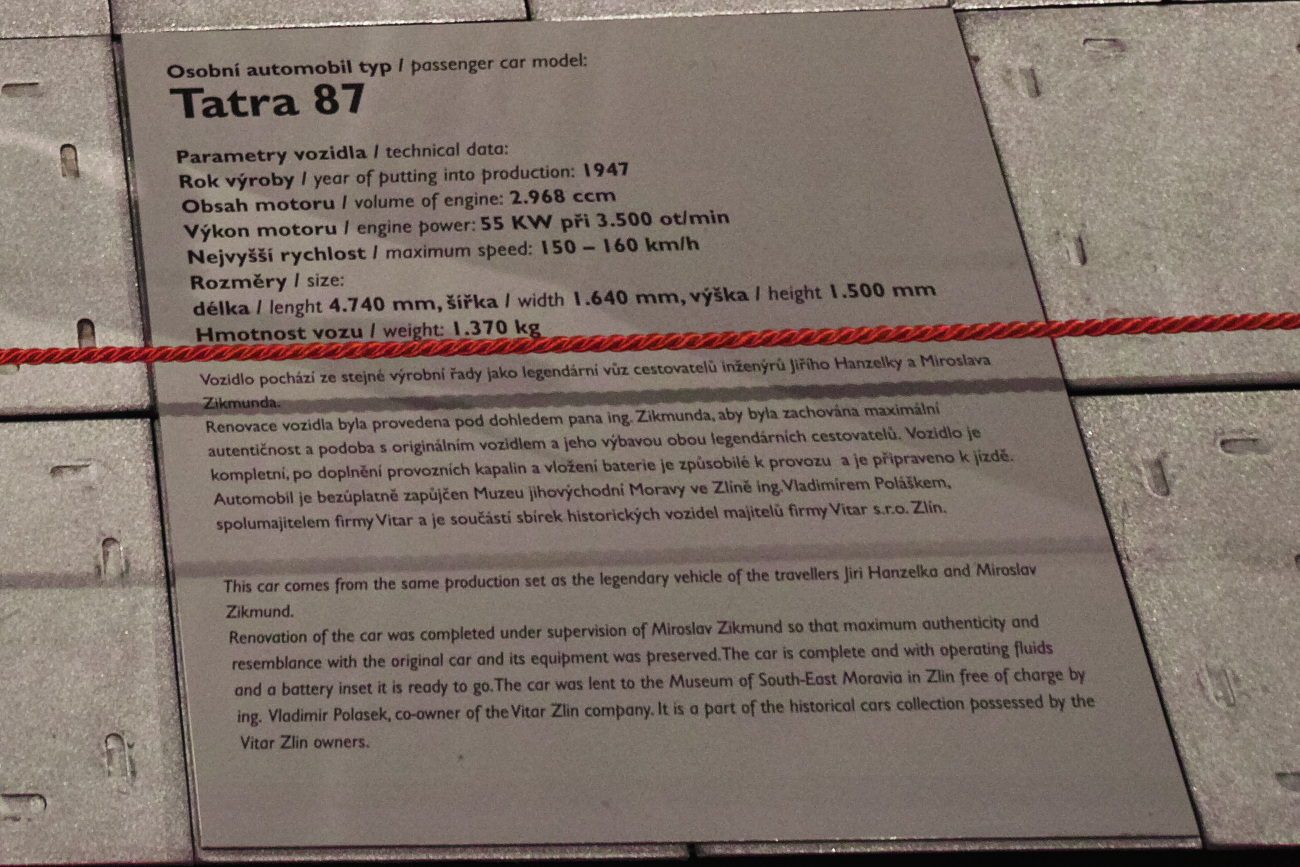 Osobní automobil typ / passenger car model:
Tatra 87
Parametry vozidla / technical data:
Rok výroby / year of putting into production: 1947
Obsah motoru / volume of engine: 2.968 ccm
Výkon motoru / engine power: 55 KW při 3.500 ot/min
Nejvyšší rychlost / maximum speed: 150 – 160 km/h
Rozměry / size:
délka / lenght 4.740 mm, šířka / width 1.640 mm, výška / height 1.500 mm
Hmotnost vozu / weight: 1.370 kg
Vozidlo pochází ze stejné výrobní řady jako legendární vůz cestovatelů inženýrů Jiřího Hanzelky a Miroslava
Zikmunda.
Renovace vozidla byla provedena pod dohledem pana ing. Zikmunda, aby byla zachována maximální
autentičnost a podoba s originálním vozidlem a jeho výbavou obou legendárních cestovatelů. Vozidlo je
kompletní, po doplnění provozních kapalin a vložení baterie je způsobilé k provozu a je připraveno k jízdě.
Automobil je bezúplatně zapůjčen Muzeu jihovýchodní Moravy ve Zlíně ing. Vladimírem Poláškem,
spolumajitelem firmy Vitar a je součástí sbírek historických vozidel majitelů firmy Vitar s.r.o. Zlín.
This car comes from the same production set as the legendary vehicle of the travellers Jiri Hanzelka and Miroslav
Zikmund.
Renovation of the car was completed under supervision of Miroslav Zikmund so that maximum authenticity and
resemblance with the original car and its equipment was preserved. The car is complete and with operating fluids
and a battery inset it is ready to go. The car was lent to the Museum of South-East Moravia in Zlin free of charge by
ing. Vladimir Polasek, co-owner of the Vitar Zlin company. It is a part of the historical cars collection possessed by the
Vitar Zlin owners.